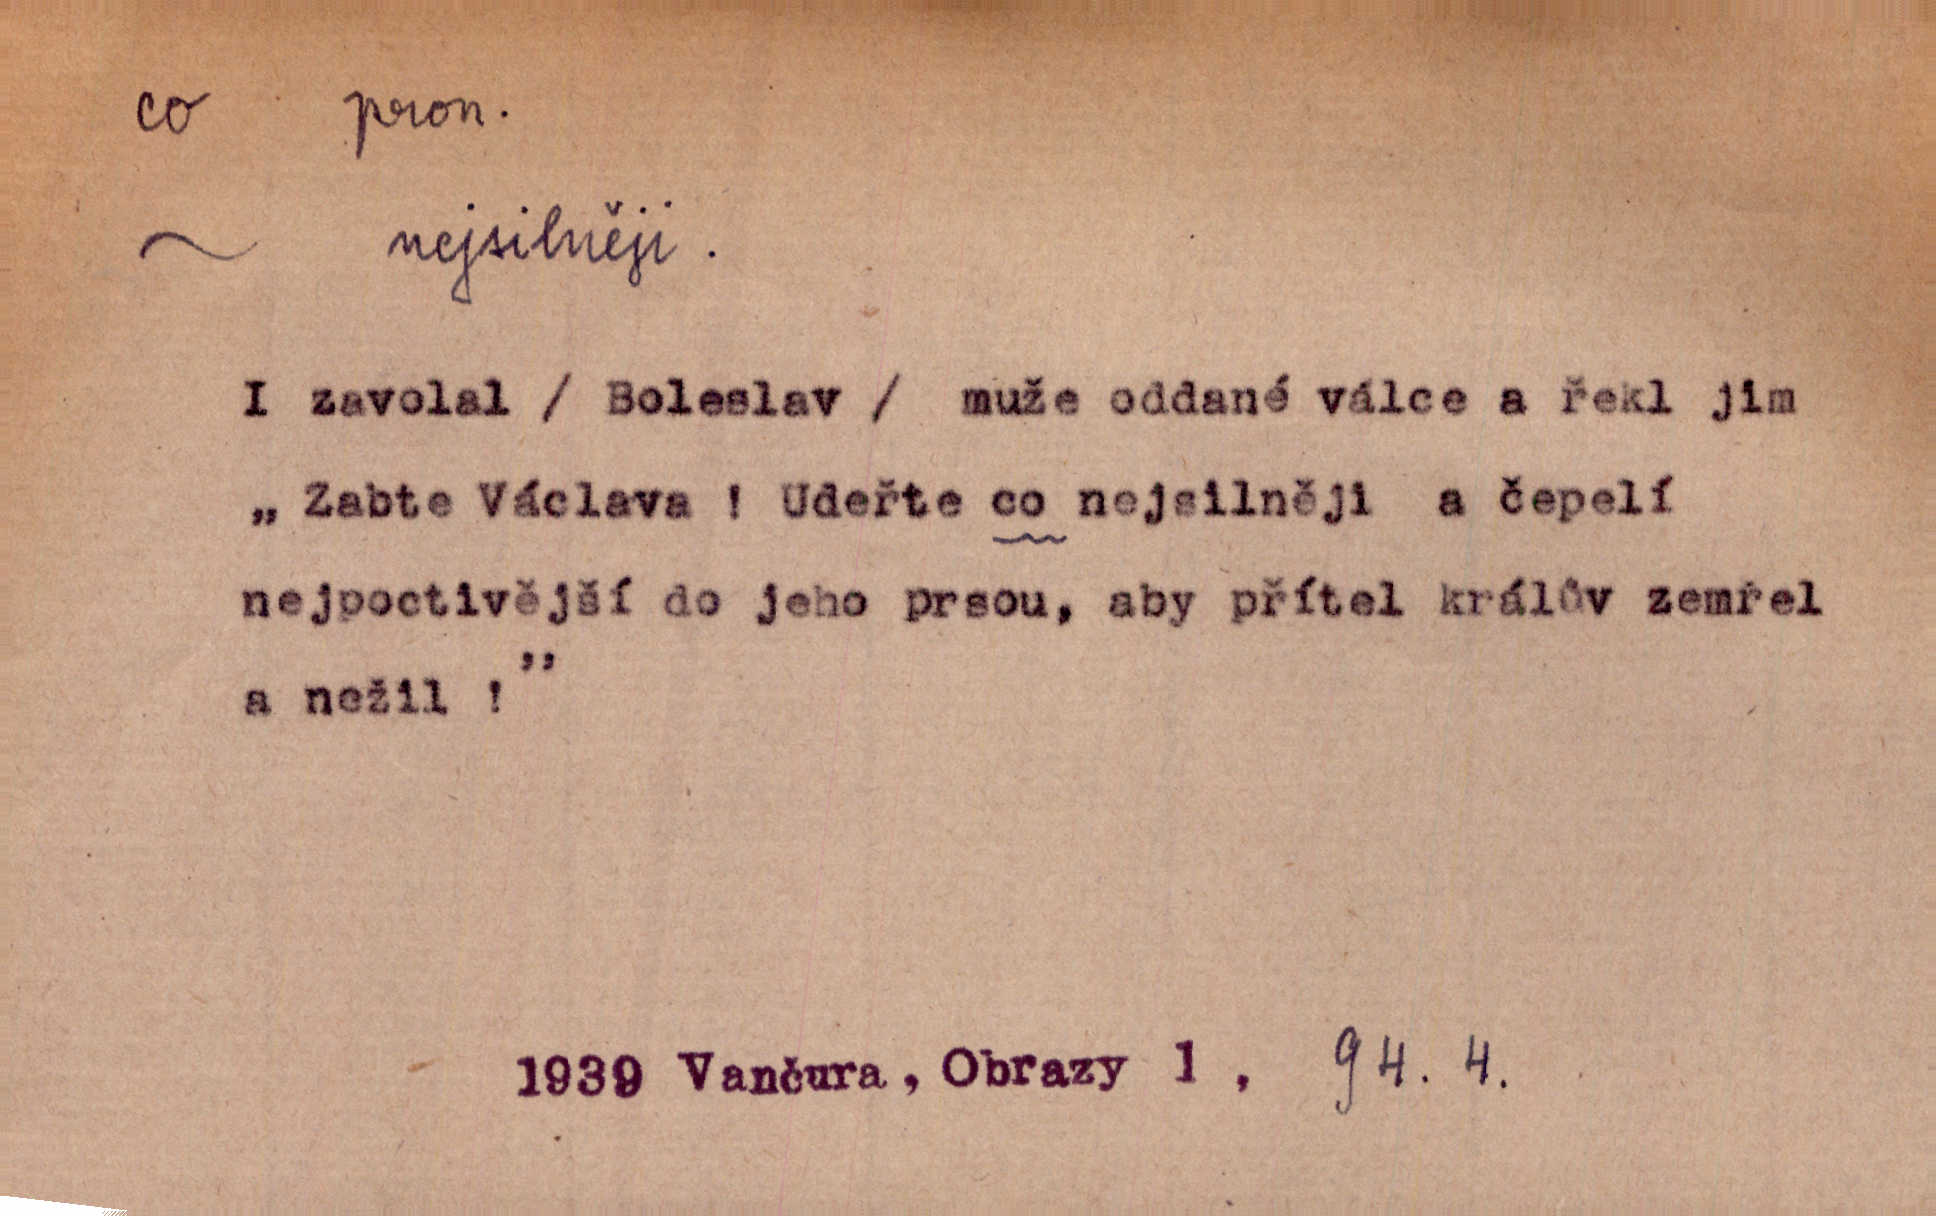 co pron.
~ nejsilněji.
I zavolal / Boleslav / muže oddané válce a řekl jim
„ Zabte Václava ! Udeřte co nejsilněji a čepelí
nejpoctivější do jeho prsou, aby přítel králův zemřel
a nežil !”
1939 Vančura, Obrazy 1 , 94. 4.